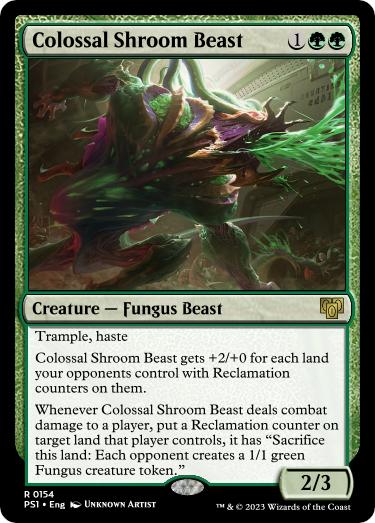 Colossal Shroom Beast 1
Creature — Fungus Beast
Trample, haste
Colossal Shroom Beast gets +2/+0 for each land
your opponents control with Reclamation
counters on them.
Whenever Colossal Shroom Beast deals combat
damage to a player, put a Reclamation counter on
target land that player controls, it has “Sacrifice
this land: Each opponent creates a 1/1 green
Fungus creature token.”
2/3
R 0154
PS1 • Eng Unknown Artist
™ & © 2023 Wizards of the Coast